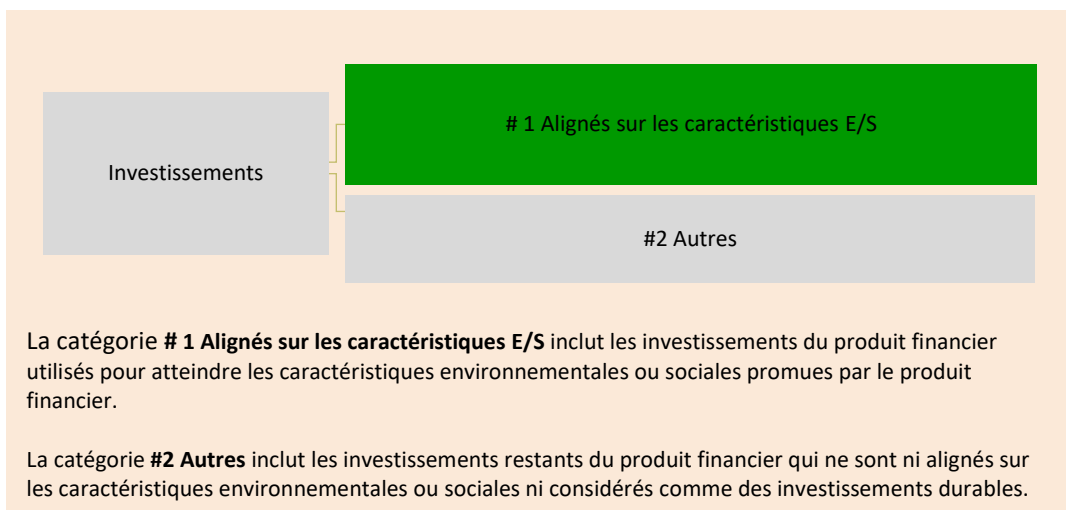 # 1 Alignés sur les caractéristiques E/S
Investissements
#2 Autres
La catégorie # 1 Alignés sur les caractéristiques E/S inclut les investissements du produit financier
utilisés pour atteindre les caractéristiques environnementales ou sociales promues par le produit
financier.
La catégorie #2 Autres inclut les investissements restants du produit financier qui ne sont ni alignés sur
les caractéristiques environnementales ou sociales ni considérés comme des investissements durables.